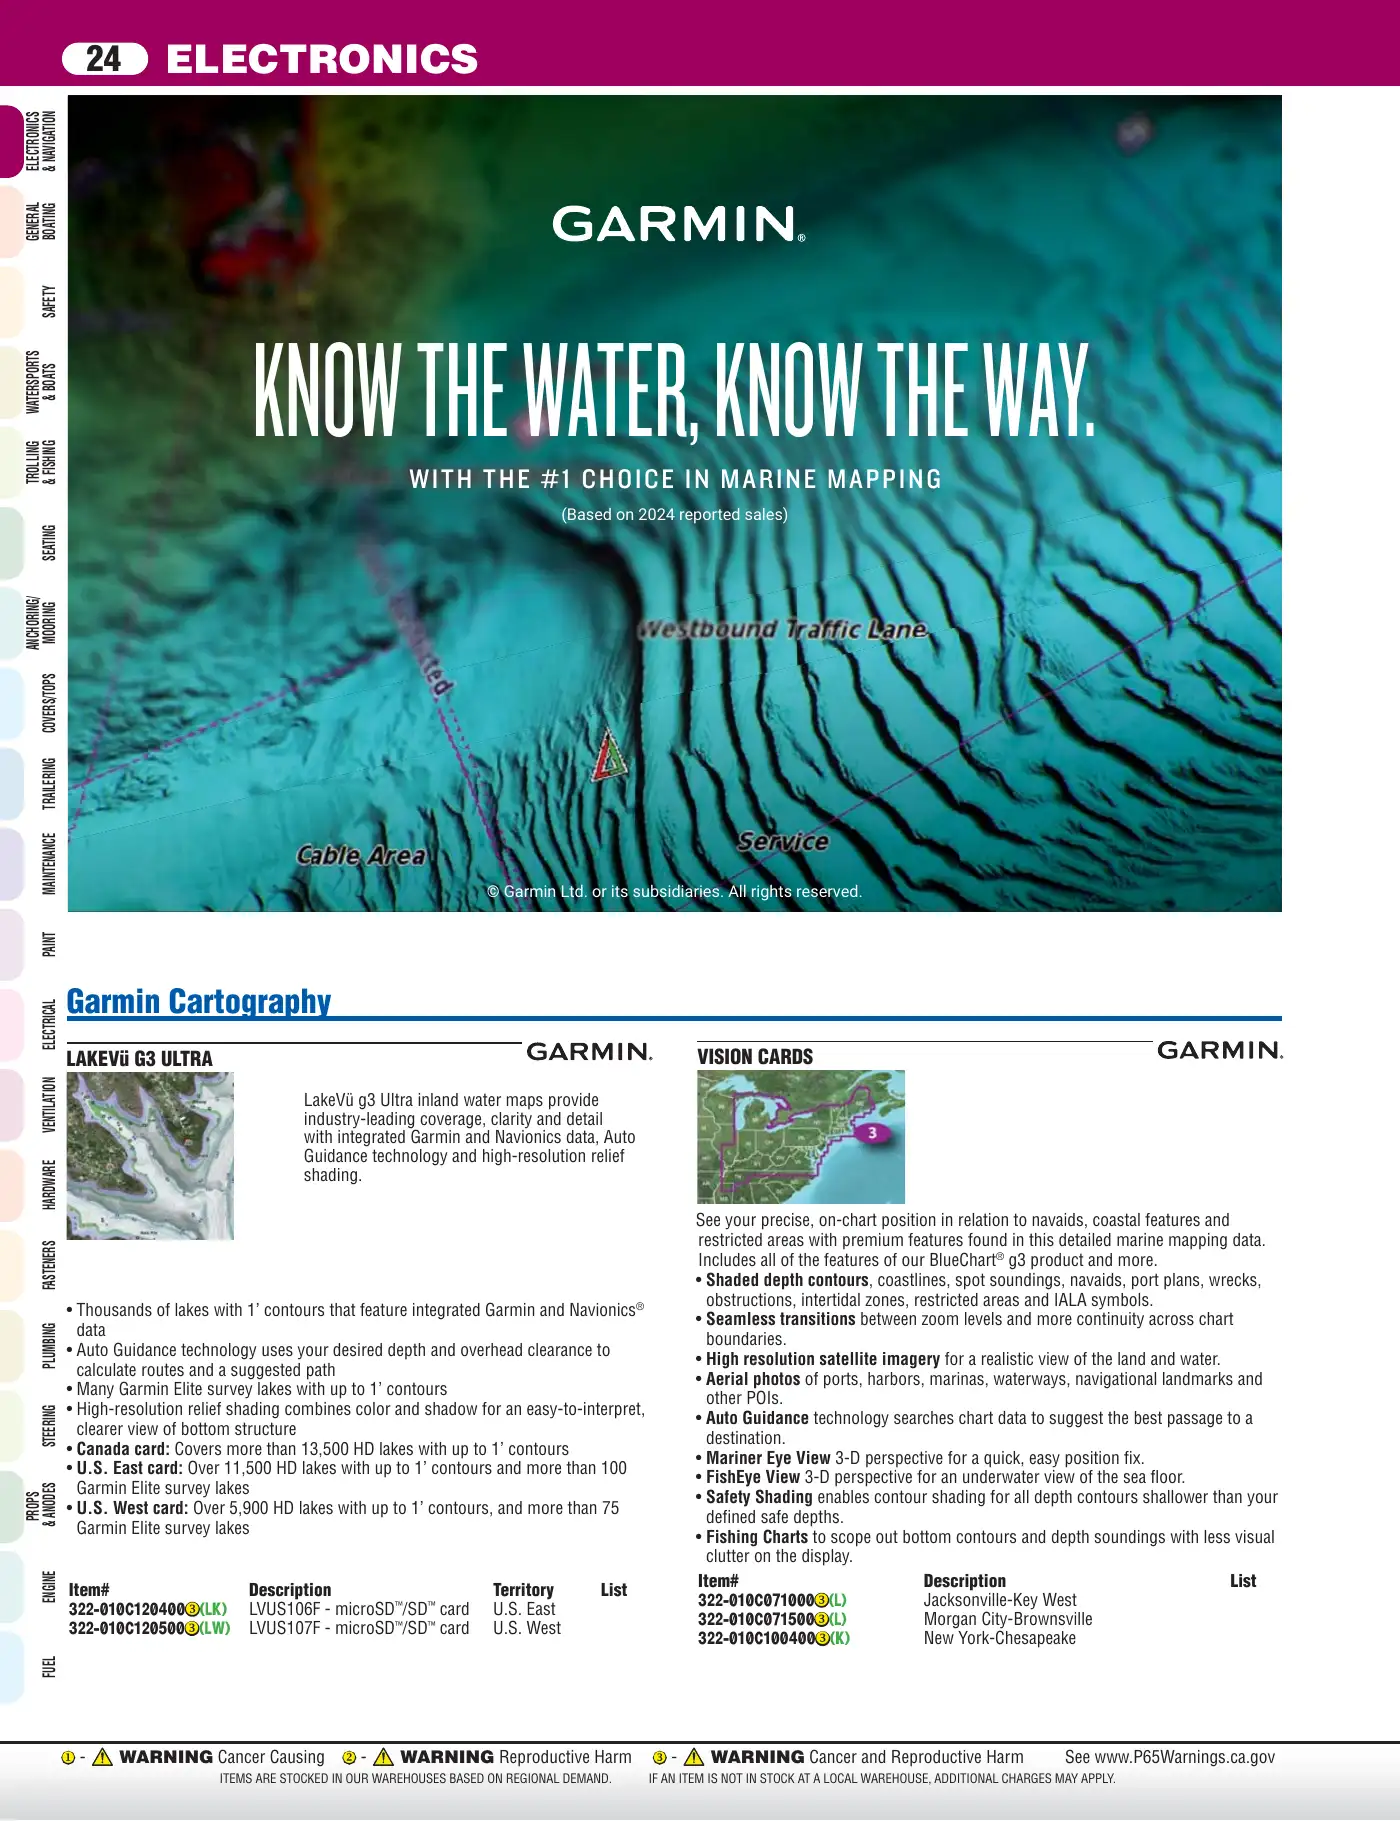 24 ELECTRONICS
ELECTRONICS
& NAVIGATION
GENERAL
BOATING
SAFETY
WATERSPORTS
& BOATS
TROLLING
& FISHING
SEATING
ANCHORING/
MOORING
COVERS/TOPS
TRAILERING
MAINTENANCE
PAINT
ELECTRICAL
VENTILATION
HARDWARE
FASTENERS
PLUMBING
STEERING
PROPS
& ANODES
ENGINE
FUEL
GARMIN®
KNOW THE WATER, KNOW THE WAY.
WITH THE #1 CHOICE IN MARINE MAPPING
(Based on 2024 reported sales)
Westbound Traffic Lane
Cable Area
Service
© Garmin Ltd. or its subsidiaries. All rights reserved.
Garmin Cartography
LAKEVü G3 ULTRA
GARMIN®
LakeVü g3 Ultra inland water maps provide
industry-leading coverage, clarity and detail
with integrated Garmin and Navionics data, Auto
Guidance technology and high-resolution relief
shading.
• Thousands of lakes with 1’ contours that feature integrated Garmin and Navionics®
data
• Auto Guidance technology uses your desired depth and overhead clearance to
calculate routes and a suggested path
• Many Garmin Elite survey lakes with up to 1’ contours
• High-resolution relief shading combines color and shadow for an easy-to-interpret,
clearer view of bottom structure
• Canada card: Covers more than 13,500 HD lakes with up to 1’ contours
• U.S. East card: Over 11,500 HD lakes with up to 1’ contours and more than 100
Garmin Elite survey lakes
• U.S. West card: Over 5,900 HD lakes with up to 1’ contours, and more than 75
Garmin Elite survey lakes
Item# Description Territory List
322-010C120400③(LK) LVUS106F - microSD™/SD™ card U.S. East
322-010C120500③(LW) LVUS107F - microSD™/SD™ card U.S. West
VISION CARDS
GARMIN®
3
See your precise, on-chart position in relation to navaids, coastal features and
restricted areas with premium features found in this detailed marine mapping data.
Includes all of the features of our BlueChart® g3 product and more.
• Shaded depth contours, coastlines, spot soundings, navaids, port plans, wrecks,
obstructions, intertidal zones, restricted areas and IALA symbols.
• Seamless transitions between zoom levels and more continuity across chart
boundaries.
• High resolution satellite imagery for a realistic view of the land and water.
• Aerial photos of ports, harbors, marinas, waterways, navigational landmarks and
other POIs.
• Auto Guidance technology searches chart data to suggest the best passage to a
destination.
• Mariner Eye View 3-D perspective for a quick, easy position fix.
• FishEye View 3-D perspective for an underwater view of the sea floor.
• Safety Shading enables contour shading for all depth contours shallower than your
defined safe depths.
• Fishing Charts to scope out bottom contours and depth soundings with less visual
clutter on the display.
Item# Description List
322-010C071000③(L) Jacksonville-Key West
322-010C071500③(L) Morgan City-Brownsville
322-010C100400③(K) New York-Chesapeake
① - ⚠ WARNING Cancer Causing ② - ⚠ WARNING Reproductive Harm ③ - ⚠ WARNING Cancer and Reproductive Harm See www.P65Warnings.ca.gov
ITEMS ARE STOCKED IN OUR WAREHOUSES BASED ON REGIONAL DEMAND. IF AN ITEM IS NOT IN STOCK AT A LOCAL WAREHOUSE, ADDITIONAL CHARGES MAY APPLY.